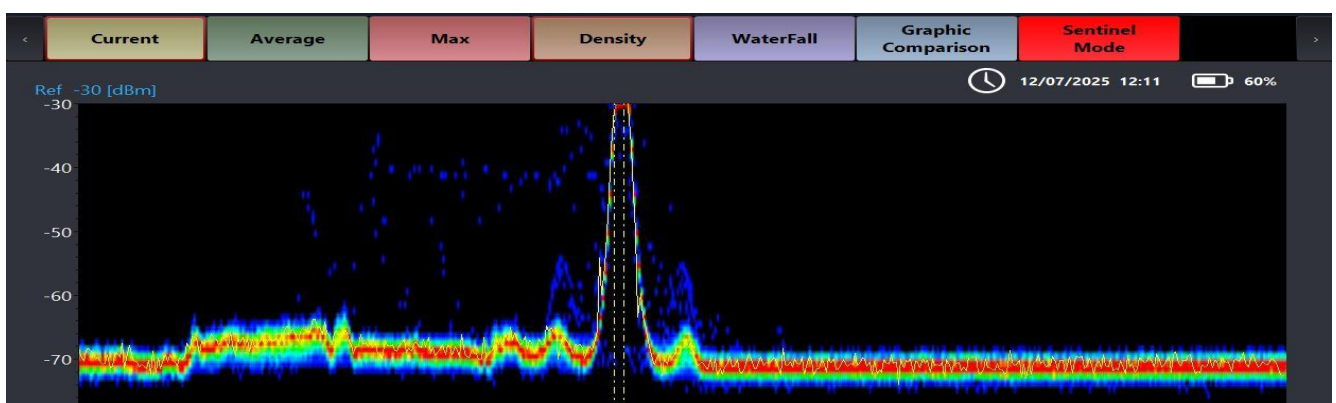 ‹ Current Average Max Density WaterFall Graphic Comparison Sentinel Mode ›
12/07/2025 12:11 60%
Ref -30 [dBm]
-30
-40
-50
-60
-70